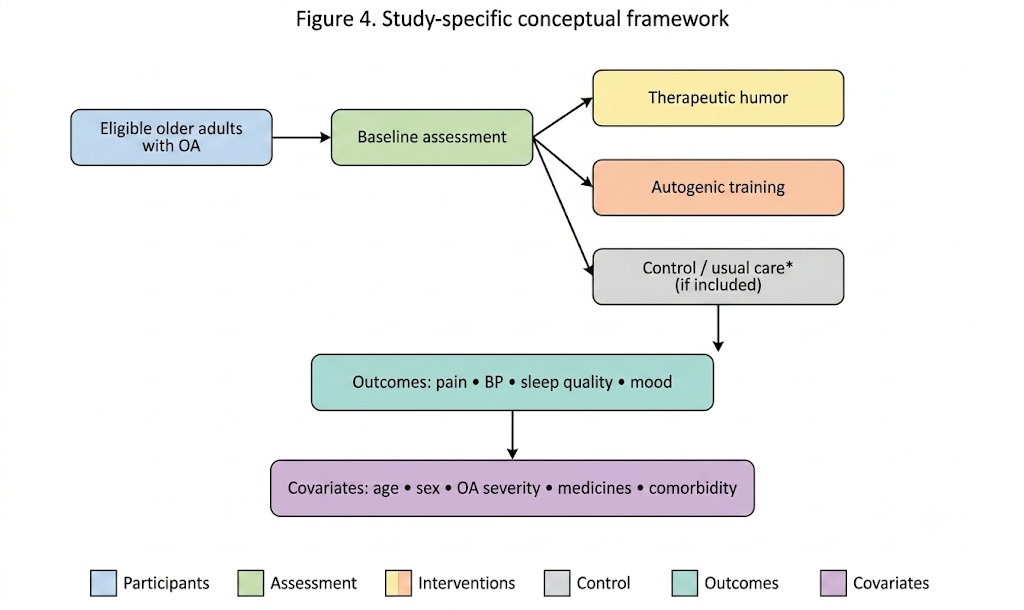 Figure 4. Study-specific conceptual framework
Eligible older adults
with OA
Baseline assessment
Therapeutic humor
Autogenic training
Control / usual care*
(if included)
Outcomes: pain • BP • sleep quality • mood
Covariates: age • sex • OA severity • medicines • comorbidity
Participants
Assessment
Interventions
Control
Outcomes
Covariates